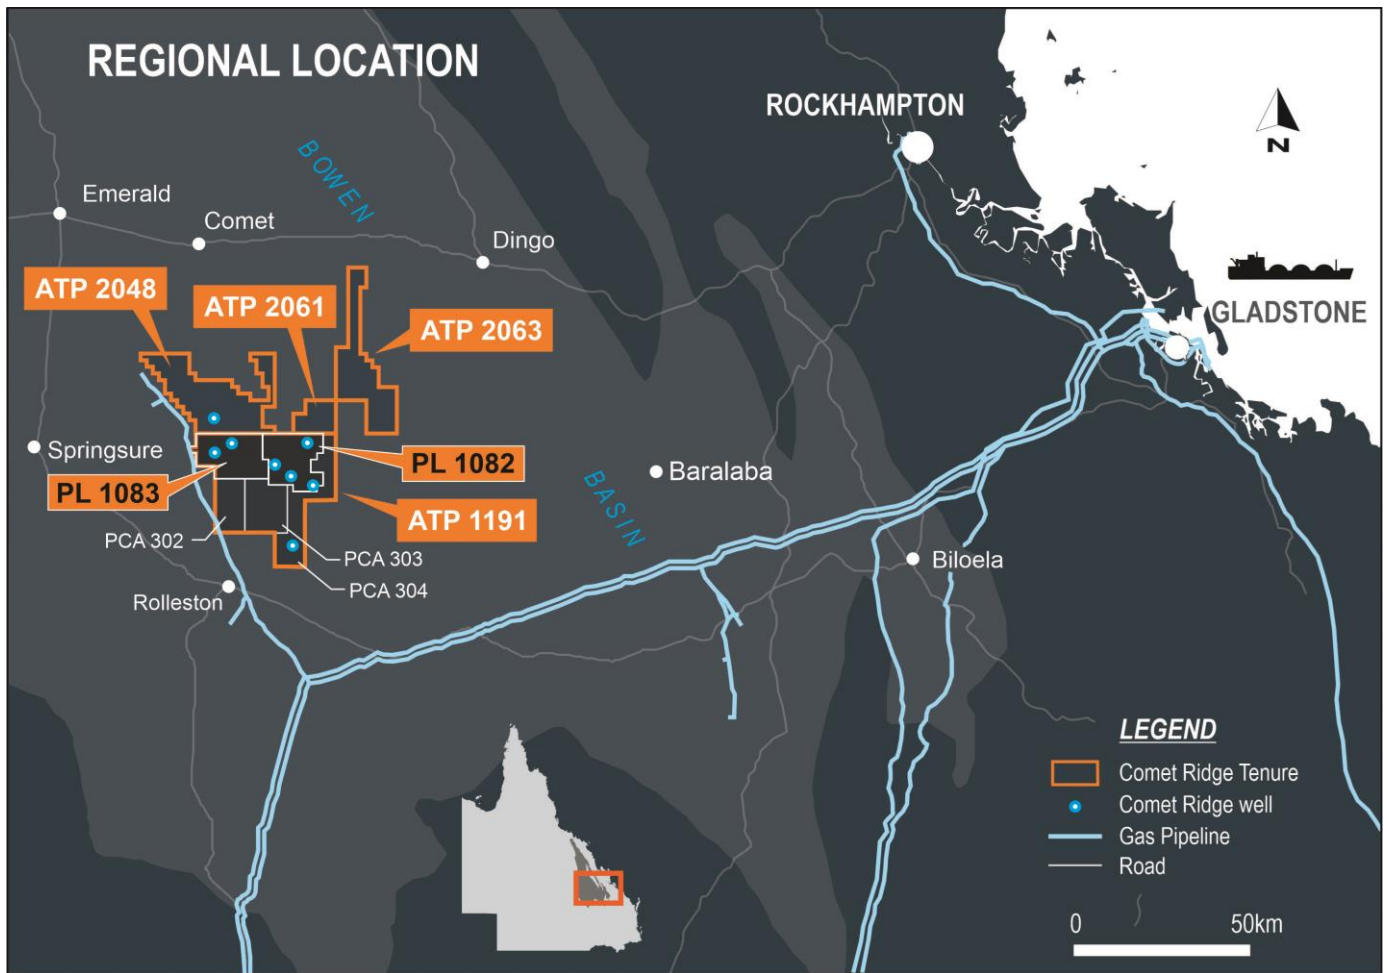 REGIONAL LOCATION
ROCKHAMPTON
N
BOWEN
Emerald
Comet
Dingo
ATP 2048
ATP 2061
ATP 2063
GLADSTONE
Springsure
PL 1082
PL 1083
Baralaba
BASIN
ATP 1191
PCA 302
PCA 303
PCA 304
Biloela
Rolleston
LEGEND
Comet Ridge Tenure
Comet Ridge well
Gas Pipeline
Road
0 50km